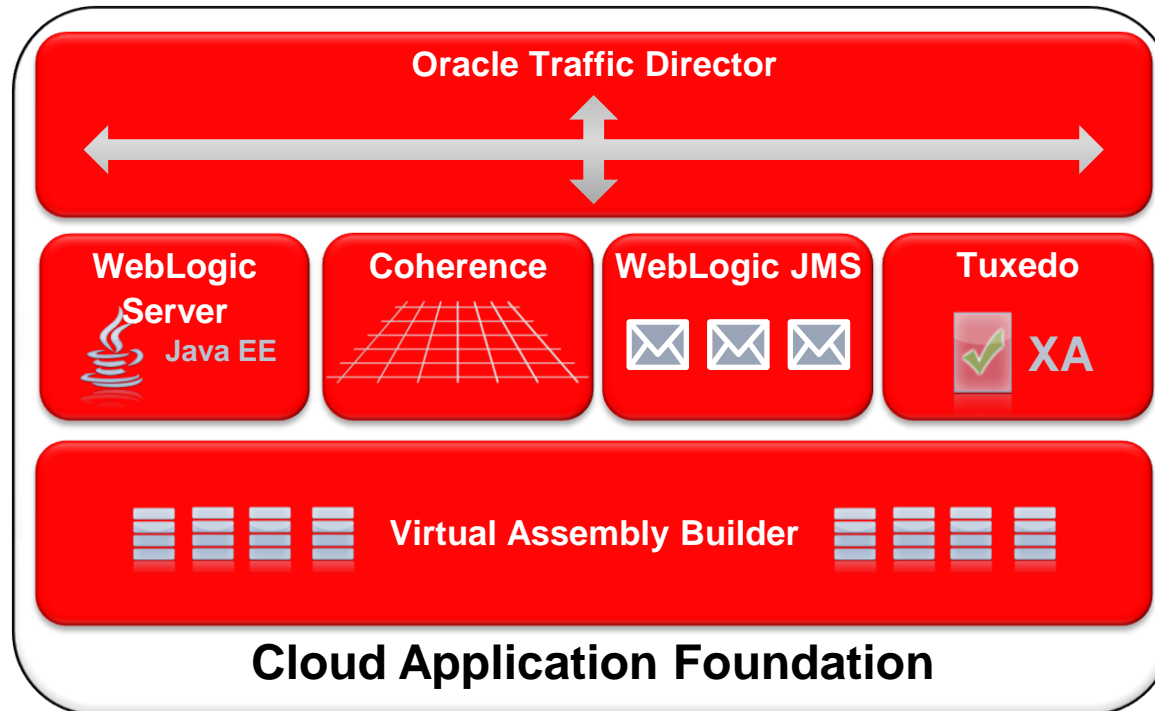 Oracle Traffic Director
WebLogic
Server
Java EE
Coherence
WebLogic JMS
Tuxedo
XA
Virtual Assembly Builder
Cloud Application Foundation